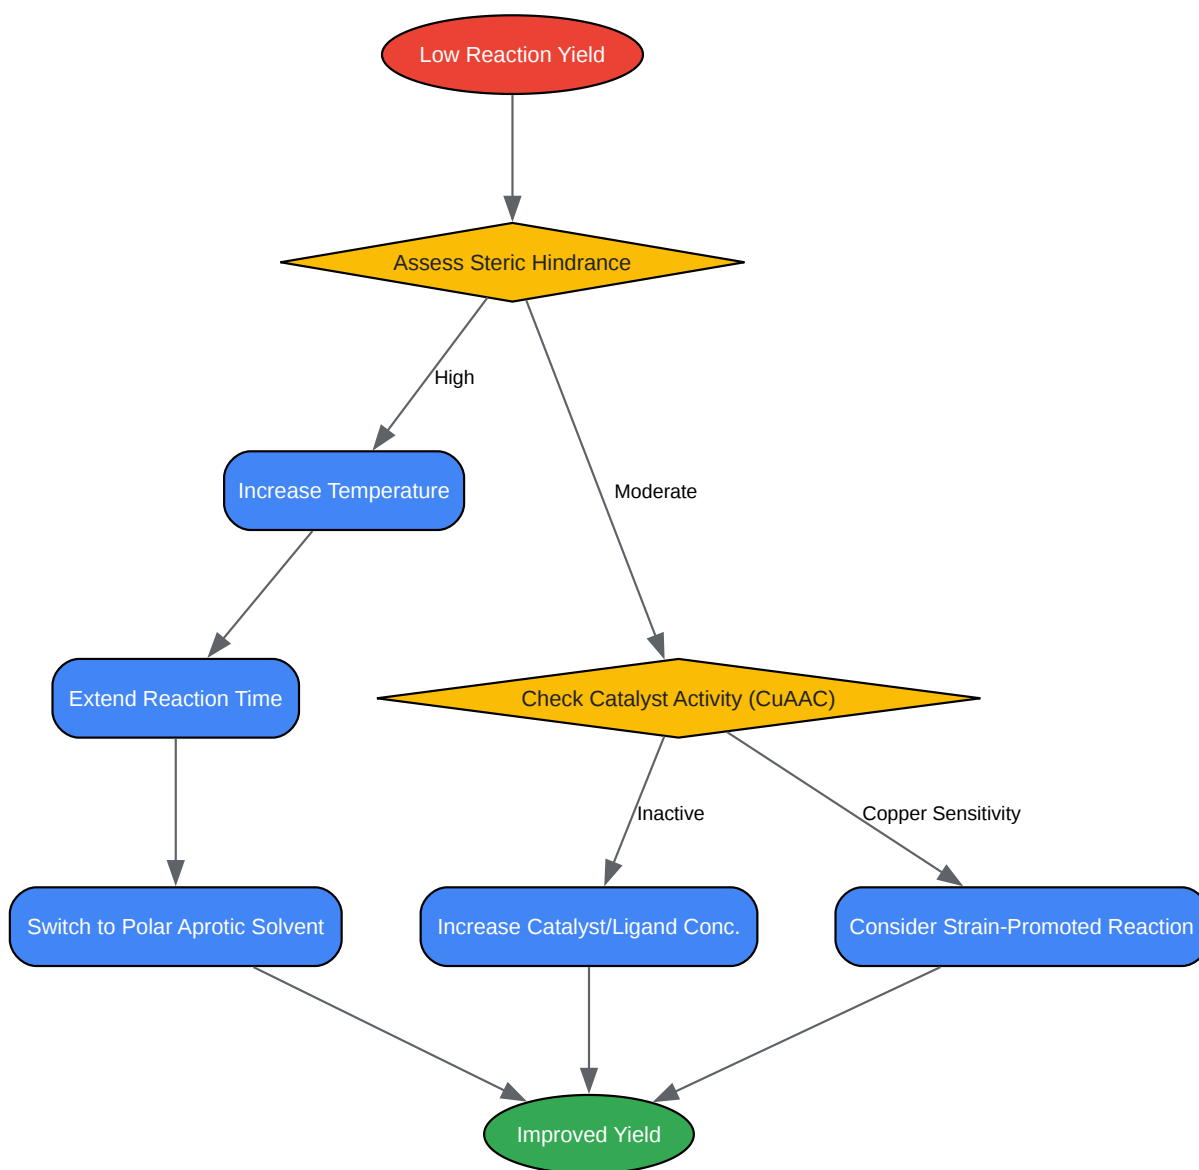 Low Reaction Yield
Assess Steric Hindrance
High
Increase Temperature
Moderate
Extend Reaction Time
Check Catalyst Activity (CuAAC)
Inactive
Copper Sensitivity
Switch to Polar Aprotic Solvent
Increase Catalyst/Ligand Conc.
Consider Strain-Promoted Reaction
Improved Yield